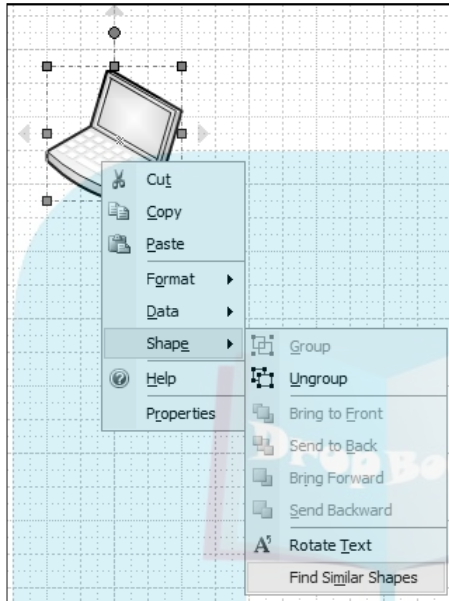 Cut
Copy
Paste
Format
Data
Shape
Help
Properties
Group
Ungroup
Bring to Front
Send to Back
Bring Forward
Send Backward
Rotate Text
Find Similar Shapes
DropBo